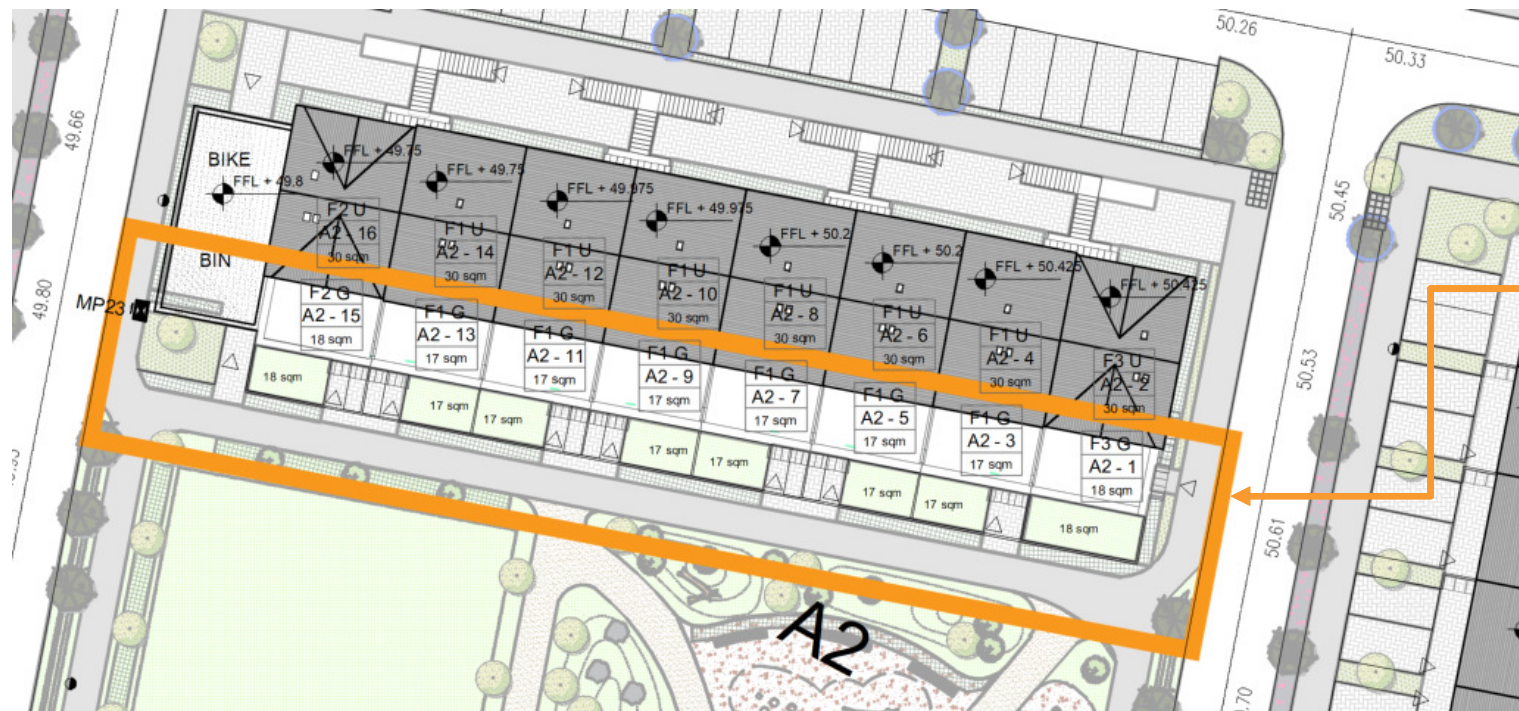 50.26
50.33
49.66
50.45
49.80
50.53
50.61
BIKE
FFL + 49.8
BIN
MP23
FFL + 49.75
FFL + 49.75
FFL + 49.975
FFL + 49.975
FFL + 50.2
FFL + 50.2
FFL + 50.425
FFL + 50.425
F2 U
A2 - 16
30 sqm
F1 U
A2 - 14
30 sqm
F1 U
A2 - 12
30 sqm
F1 U
A2 - 10
30 sqm
F1 U
A2 - 8
30 sqm
F1 U
A2 - 6
30 sqm
F1 U
A2 - 4
30 sqm
F3 U
A2 - 2
30 sqm
F2 G
A2 - 15
18 sqm
F1 G
A2 - 13
17 sqm
F1 G
A2 - 11
17 sqm
F1 G
A2 - 9
17 sqm
F1 G
A2 - 7
17 sqm
F1 G
A2 - 5
17 sqm
F1 G
A2 - 3
17 sqm
F3 G
A2 - 1
18 sqm
18 sqm
17 sqm
17 sqm
17 sqm
17 sqm
17 sqm
17 sqm
18 sqm
A2